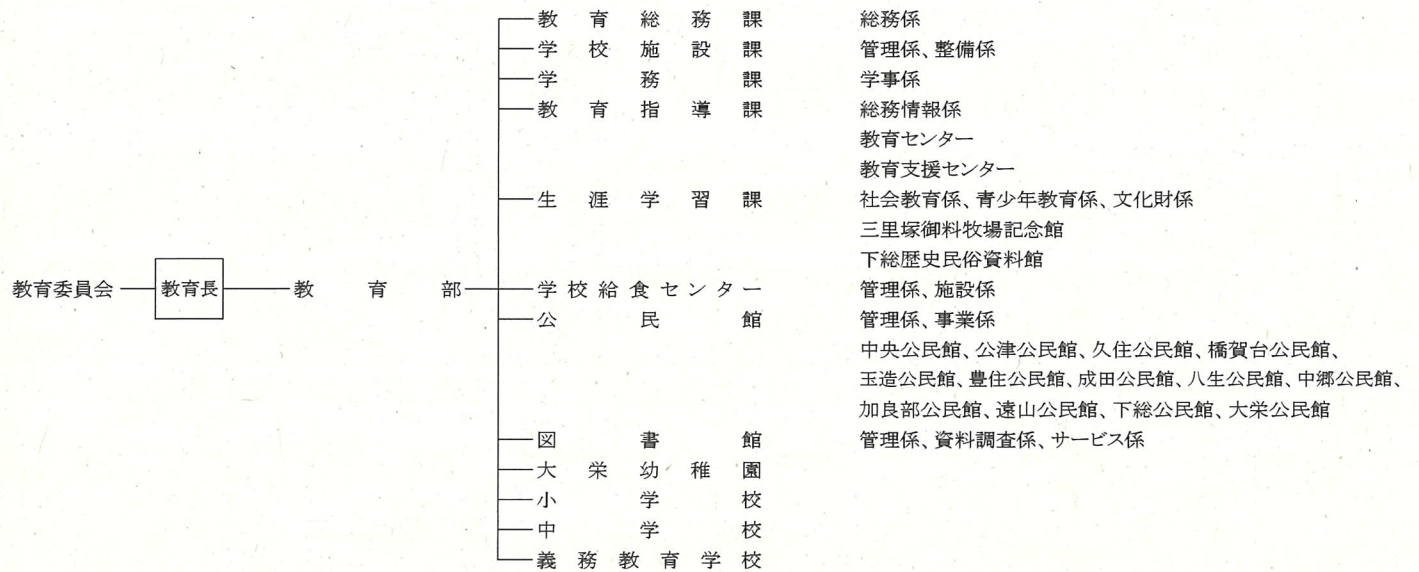 教育総務課 総務係
学校施設課 管理係、整備係
学務課 学事係
教育指導課 総務情報係
教育センター
教育支援センター
生涯学習課 社会教育係、青少年教育係、文化財係
三里塚御料牧場記念館
下総歴史民俗資料館
教育委員会 教育長 教育部 学校給食センター 管理係、施設係
公民館 管理係、事業係
中央公民館、公津公民館、久住公民館、橋賀台公民館、
玉造公民館、豊住公民館、成田公民館、八生公民館、中郷公民館、
加良部公民館、遠山公民館、下総公民館、大栄公民館
図書館 管理係、資料調査係、サービス係
大栄幼稚園
小学校
中学校
義務教育学校